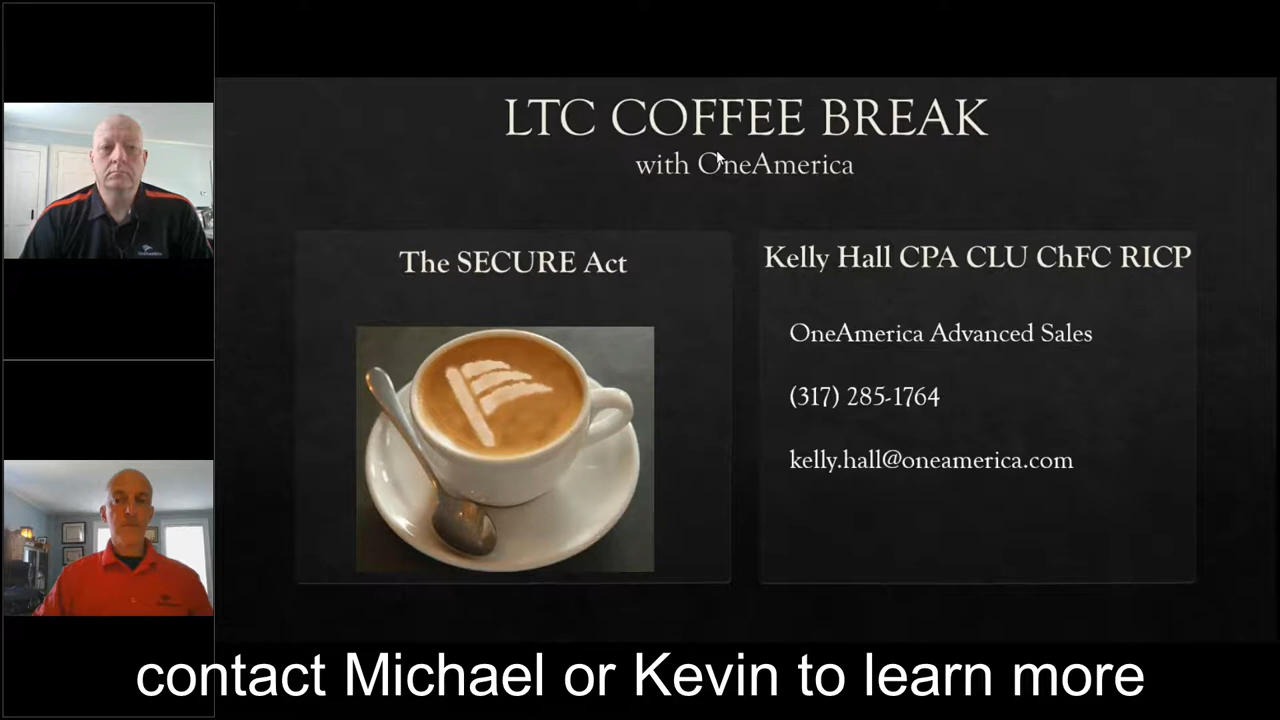 LTC COFFEE BREAK
with OneAmerica
The SECURE Act
Kelly Hall CPA CLU ChFC RICP
OneAmerica Advanced Sales
(317) 285-1764
kelly.hall@oneamerica.com
contact Michael or Kevin to learn more